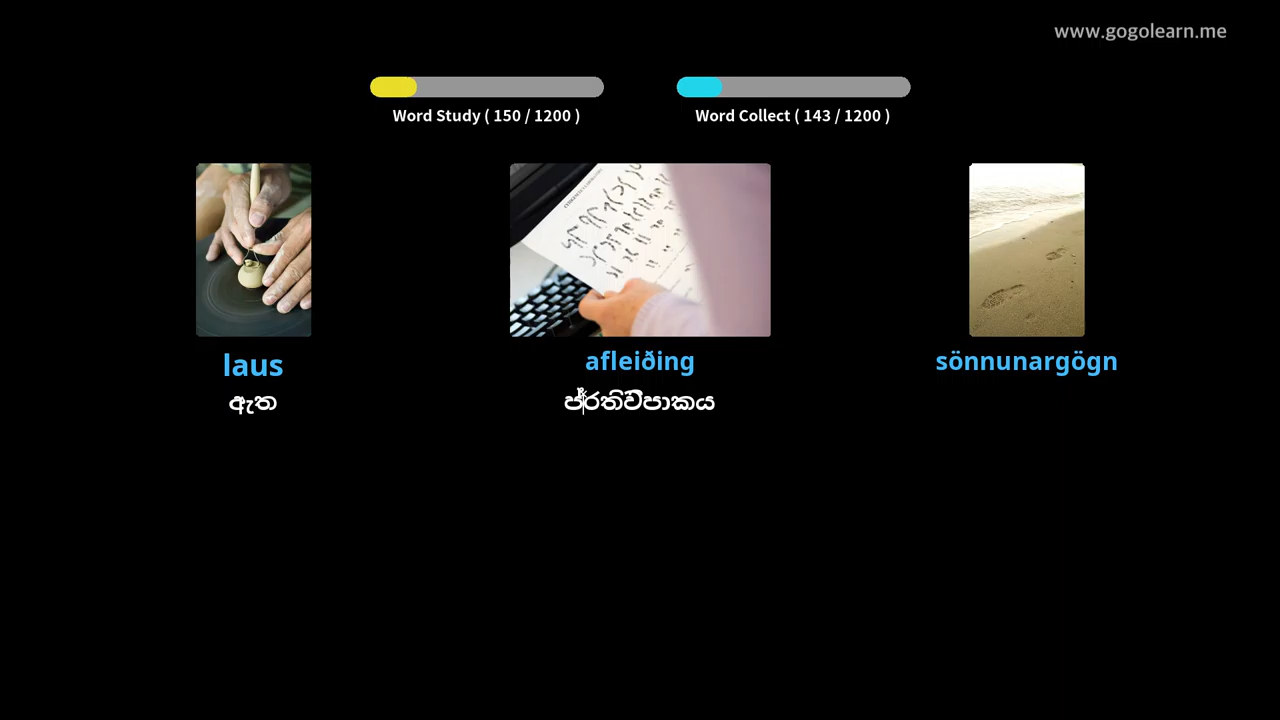 www.gogolearn.me
Word Study ( 150 / 1200 )
Word Collect ( 143 / 1200 )
laus
ඇත
afleiðing
ප්රතිවිපාකය
sönnunargögn